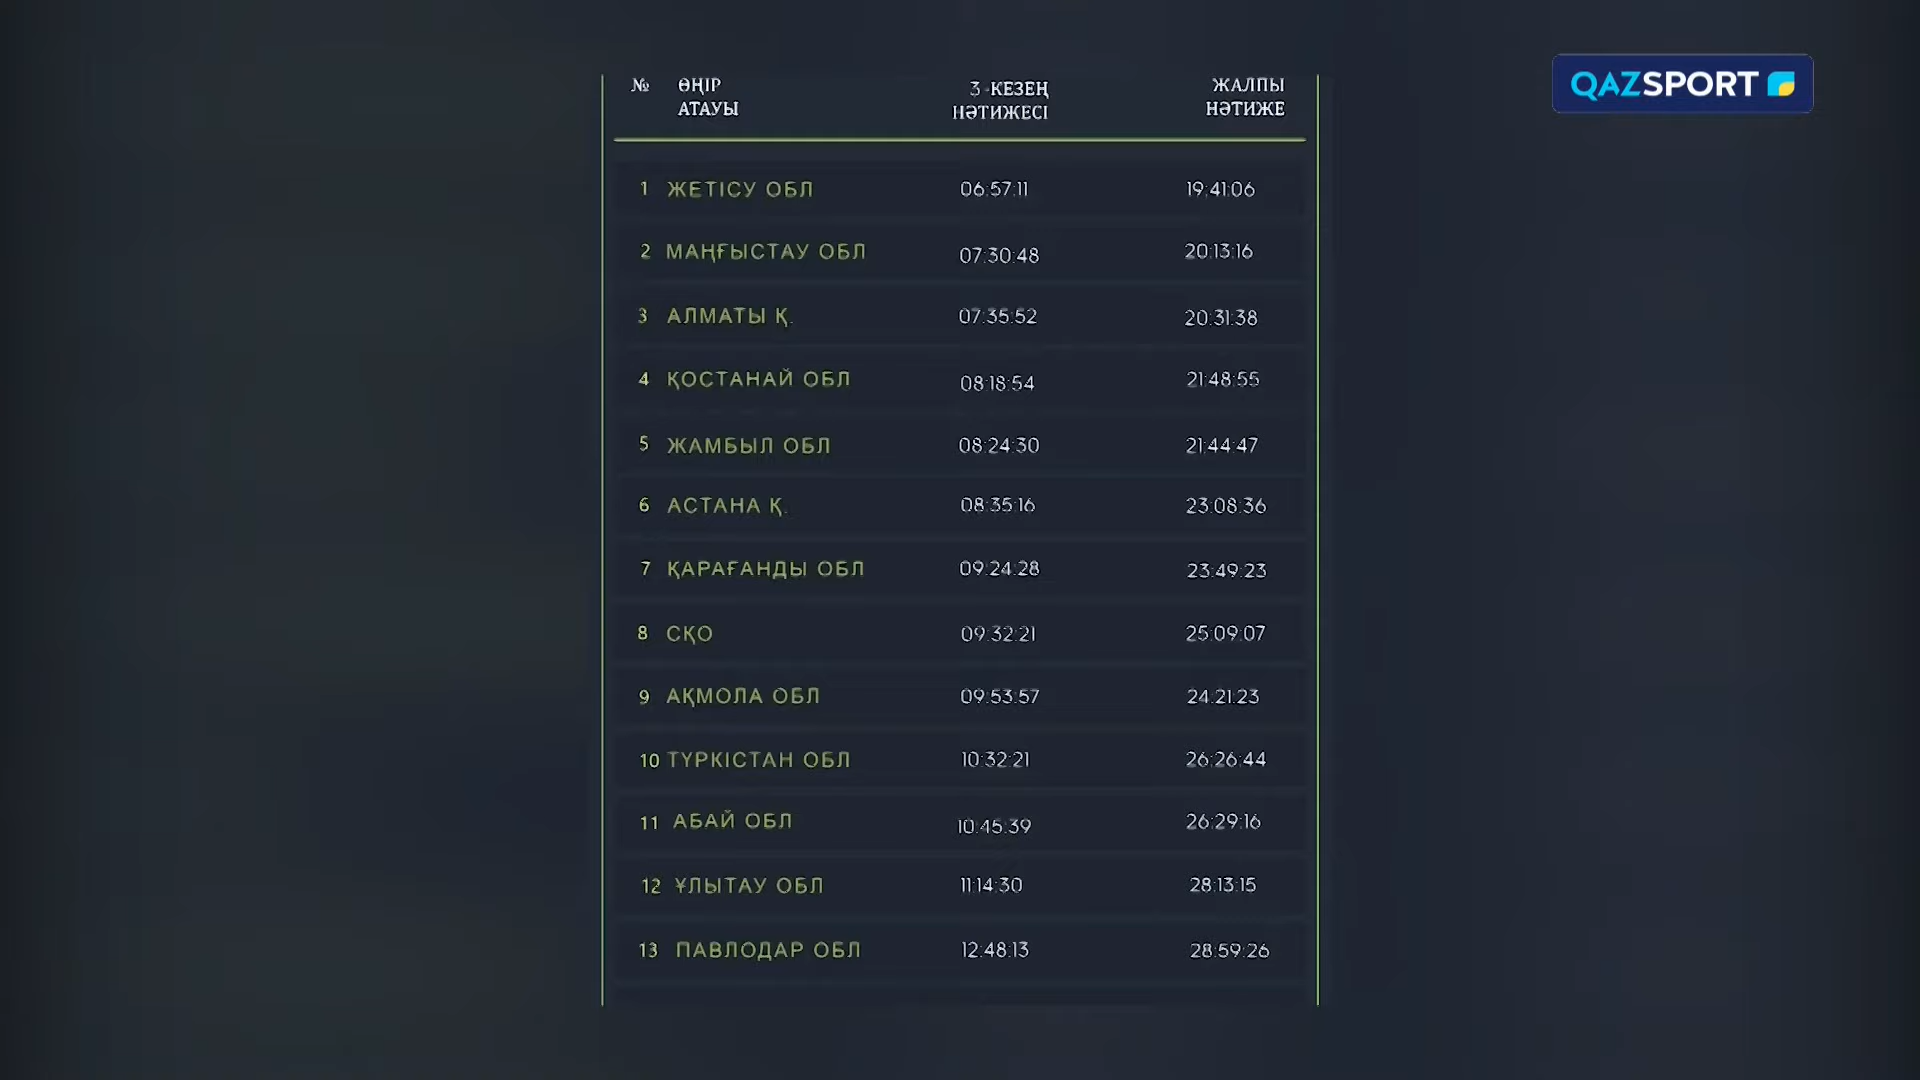 QAZSPORT
№ ӨҢІР АТАУЫ 3-КЕЗЕҢ НӘТИЖЕСІ ЖАЛПЫ НӘТИЖЕ
1 ЖЕТІСУ ОБЛ 06:57:11 19:41:06
2 МАҢҒЫСТАУ ОБЛ 07:30:48 20:13:16
3 АЛМАТЫ Қ. 07:35:52 20:31:38
4 ҚОСТАНАЙ ОБЛ 08:18:54 21:48:55
5 ЖАМБЫЛ ОБЛ 08:24:30 21:44:47
6 АСТАНА Қ. 08:35:16 23:08:36
7 ҚАРАҒАНДЫ ОБЛ 09:24:28 23:49:23
8 СҚО 09:32:21 25:09:07
9 АҚМОЛА ОБЛ 09:53:57 24:21:23
10 ТҮРКІСТАН ОБЛ 10:32:21 26:26:44
11 АБАЙ ОБЛ 10:45:39 26:29:16
12 ҰЛЫТАУ ОБЛ 11:14:30 28:13:15
13 ПАВЛОДАР ОБЛ 12:48:13 28:59:26